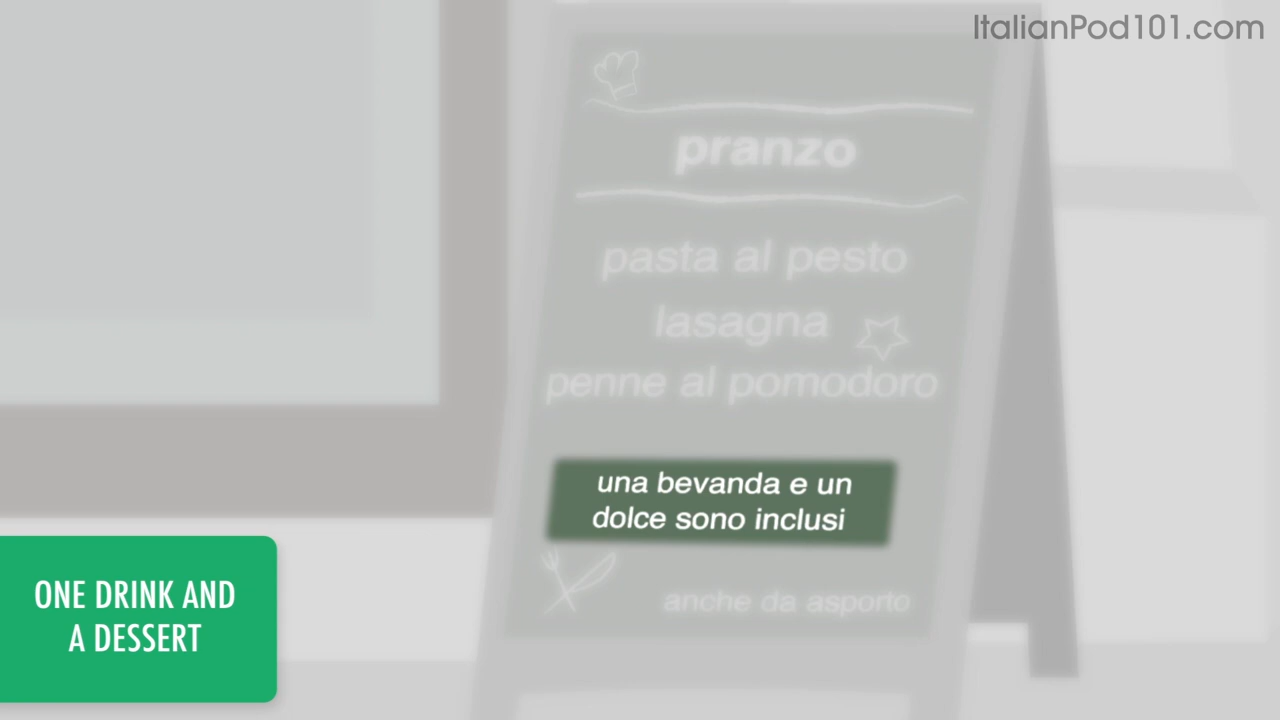 ItalianPod101.com
pranzo
pasta al pesto
lasagna
penne al pomodoro
una bevanda e un
dolce sono inclusi
anche da asporto
ONE DRINK AND
A DESSERT